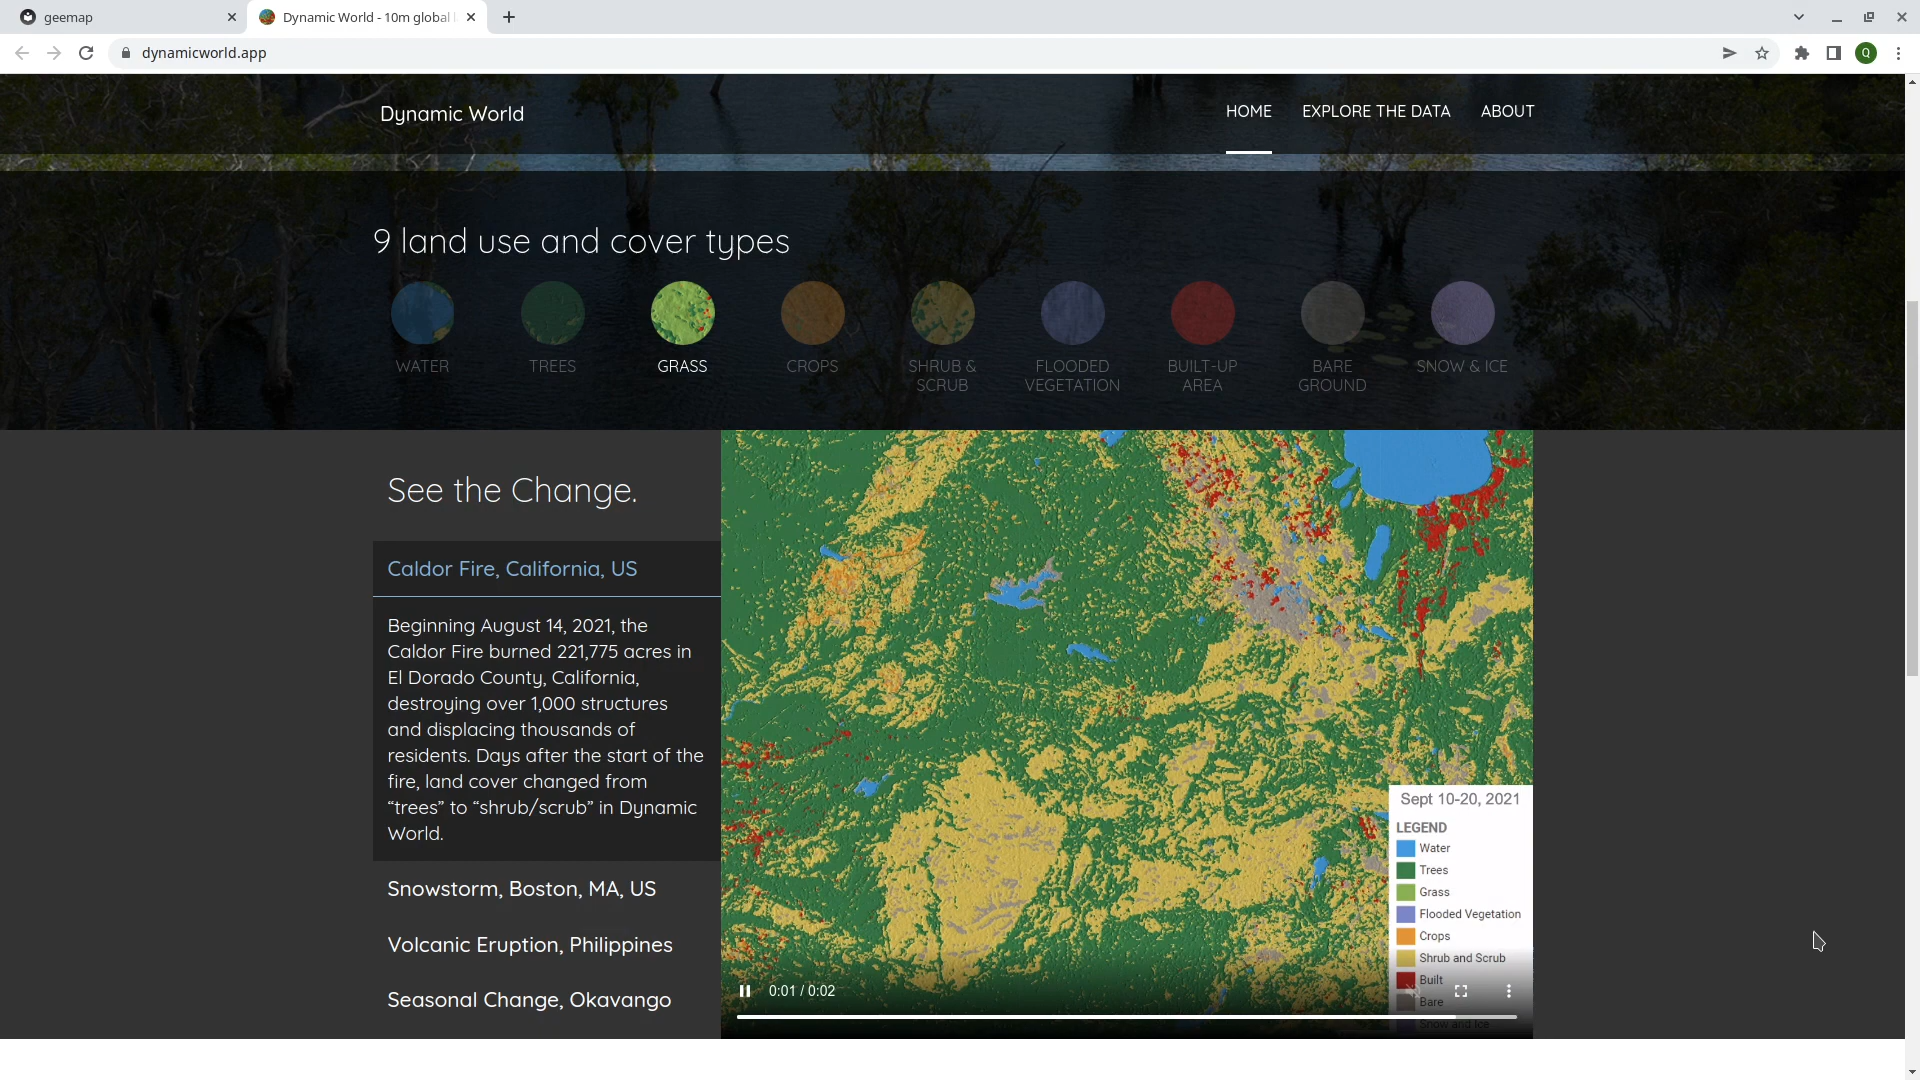 geemap
Dynamic World - 10m global
dynamicworld.app
Q
Dynamic World
HOME
EXPLORE THE DATA
ABOUT
9 land use and cover types
WATER
TREES
GRASS
CROPS
SHRUB &
SCRUB
FLOODED
VEGETATION
BUILT-UP
AREA
BARE
GROUND
SNOW & ICE
See the Change.
Caldor Fire, California, US
Beginning August 14, 2021, the
Caldor Fire burned 221,775 acres in
El Dorado County, California,
destroying over 1,000 structures
and displacing thousands of
residents. Days after the start of the
fire, land cover changed from
“trees” to “shrub/scrub” in Dynamic
World.
Snowstorm, Boston, MA, US
Volcanic Eruption, Philippines
Seasonal Change, Okavango
Sept 10-20, 2021
LEGEND
Water
Trees
Grass
Flooded Vegetation
Crops
Shrub and Scrub
Built
Bare
Snow and Ice
0:01 / 0:02